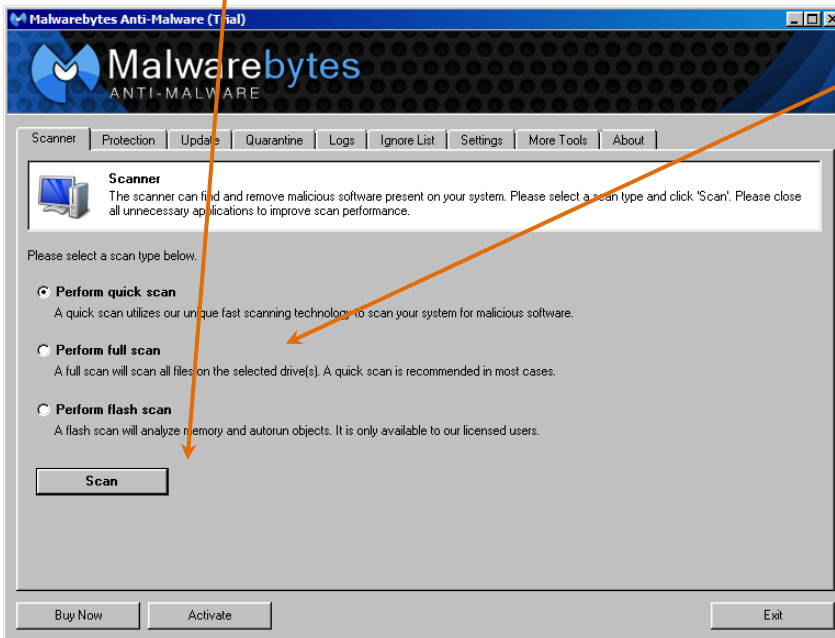 Malwarebytes Anti-Malware (Trial)
Malwarebytes
ANTI-MALWARE
Scanner Protection Update Quarantine Logs Ignore List Settings More Tools About
Scanner
The scanner can find and remove malicious software present on your system. Please select a scan type and click 'Scan'. Please close
all unnecessary applications to improve scan performance.
Please select a scan type below.
Perform quick scan
A quick scan utilizes our unique fast scanning technology to scan your system for malicious software.
Perform full scan
A full scan will scan all files on the selected drive(s). A quick scan is recommended in most cases.
Perform flash scan
A flash scan will analyze memory and autorun objects. It is only available to our licensed users.
Scan
Buy Now Activate Exit